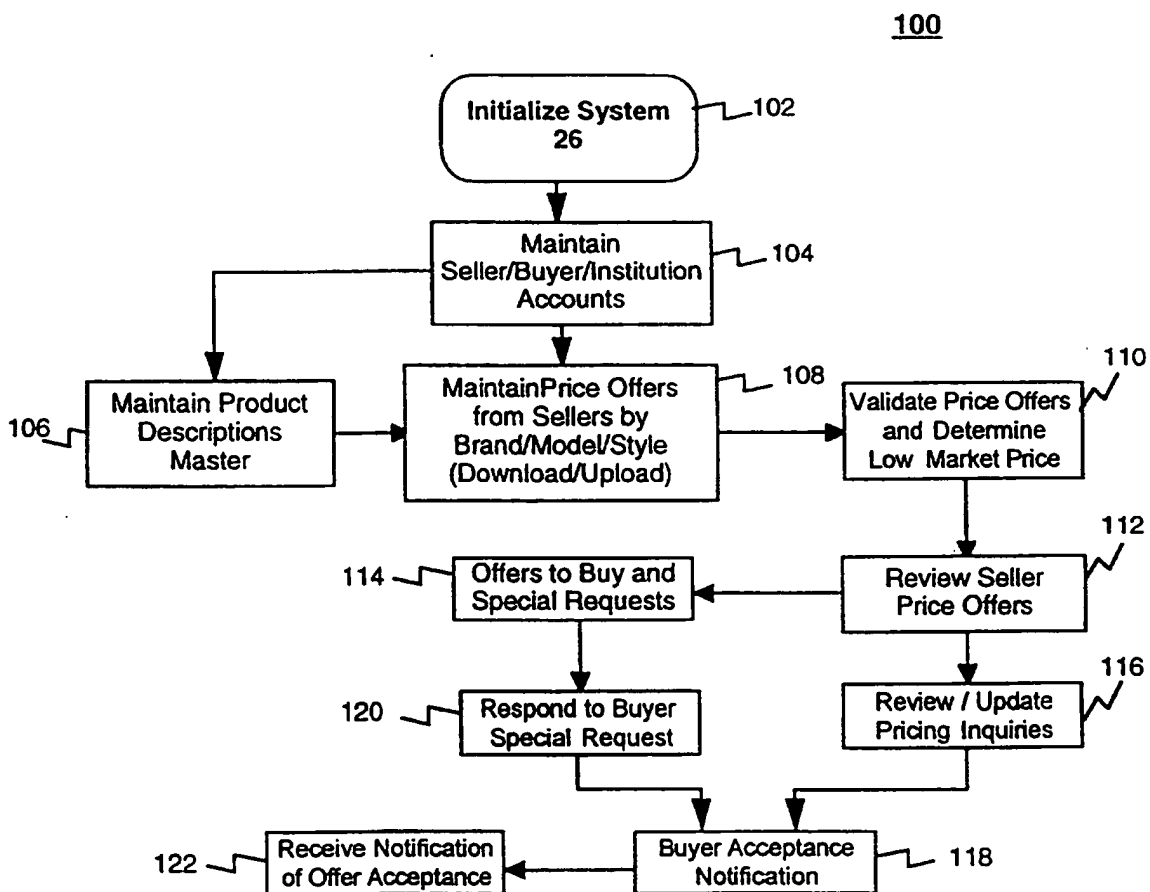 100
Initialize System
26
102
Maintain
Seller/Buyer/Institution
Accounts
104
106
Maintain Product
Descriptions
Master
MaintainPrice Offers
from Sellers by
Brand/Model/Style
(Download/Upload)
108
110
Validate Price Offers
and Determine
Low Market Price
112
114
Offers to Buy and
Special Requests
Review Seller
Price Offers
116
120
Respond to Buyer
Special Request
Review / Update
Pricing Inquiries
122
Receive Notification
of Offer Acceptance
Buyer Acceptance
Notification
118